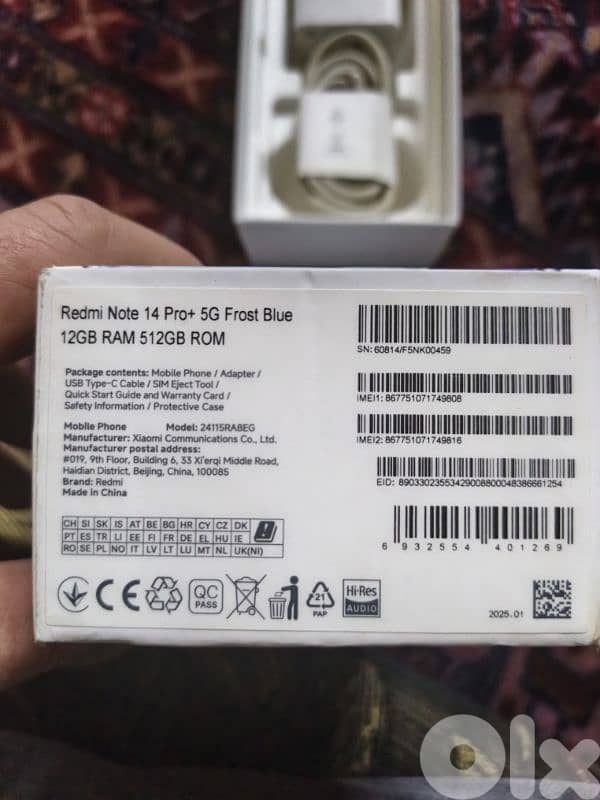 Redmi Note 14 Pro+ 5G Frost Blue
12GB RAM 512GB ROM
Package contents: Mobile Phone / Adapter /
USB Type-C Cable / SIM Eject Tool /
Quick Start Guide and Warranty Card /
Safety Information / Protective Case
Mobile Phone Model: 24115RA8EG
Manufacturer: Xiaomi Communications Co., Ltd.
Manufacturer postal address:
#019, 9th Floor, Building 6, 33 Xi'erqi Middle Road,
Haidian District, Beijing, China, 100085
Brand: Redmi
Made in China
CH SI SK IS AT BE BG HR CY CZ DK
PT ES TR LI EE FI FR DE EL HU IE
RO SE PL NO IT LV LT LU MT NL UK(NI)
CE
QC
PASS
21
PAP
Hi-Res
AUDIO
SN: 60814/F5NK00459
IMEI1: 867751071749808
IMEI2: 867751071749816
EID: 89033023553429008800048386661254
6 932554 401269
2025.01
olx